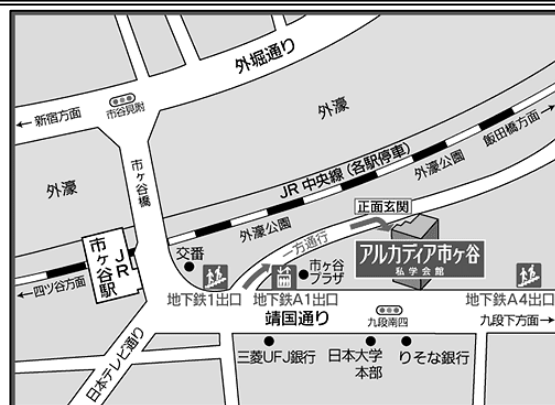 外堀通り
市谷見附
←新宿方面
外濠
飯田橋方面→
市ヶ谷橋
JR中央線(各駅停車)
外濠公園
外濠
正面玄関
外濠公園
一方通行
アルカディア市ヶ谷
私学会館
交番
JR
市ヶ谷駅
市ヶ谷
プラザ
←四ツ谷方面
地下鉄1出口
地下鉄A1出口
地下鉄A4出口
靖国通り
九段南四
九段下方面→
日本テレビ通り
三菱UFJ銀行
日本大学
本部
りそな銀行